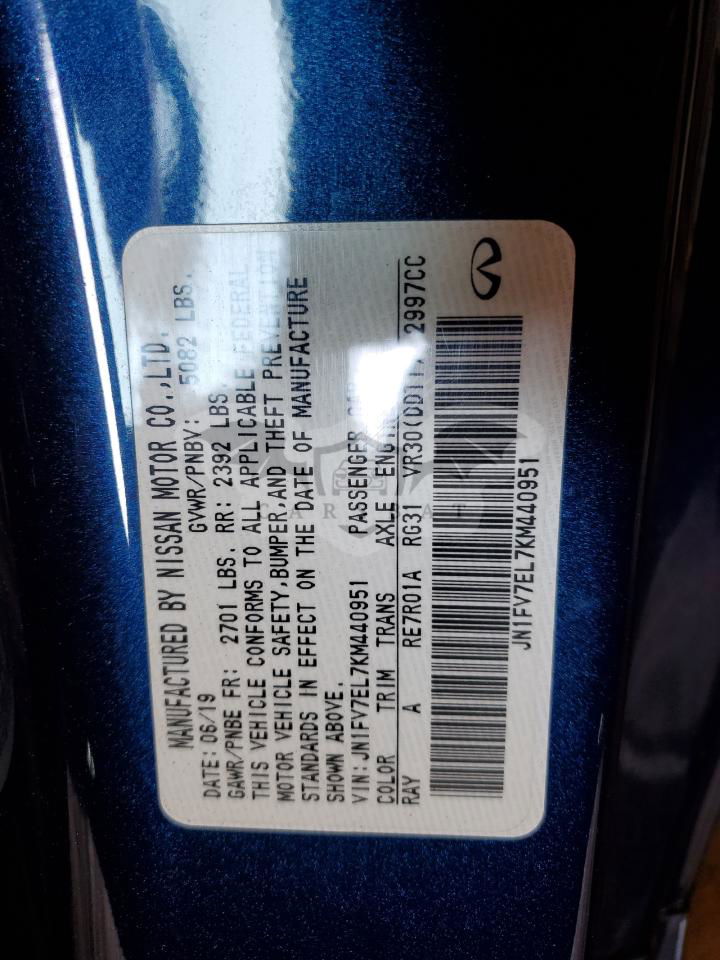 MANUFACTURED BY NISSAN MOTOR CO.,LTD.
DATE: 06/19 GVWR/PNBV: 5082 LBS.
GAWR/PNBE FR: 2701 LBS. RR: 2392 LBS.
THIS VEHICLE CONFORMS TO ALL APPLICABLE FEDERAL
MOTOR VEHICLE SAFETY,BUMPER,AND THEFT PREVENTION
STANDARDS IN EFFECT ON THE DATE OF MANUFACTURE
SHOWN ABOVE.
VIN:JN1FV7EL7KM440951 PASSENGER
COLOR TRIM TRANS AXLE ENGINE
RAY A RE7R01A RG31 VR30(DDTT) 2997CC
JN1FV7EL7KM440951